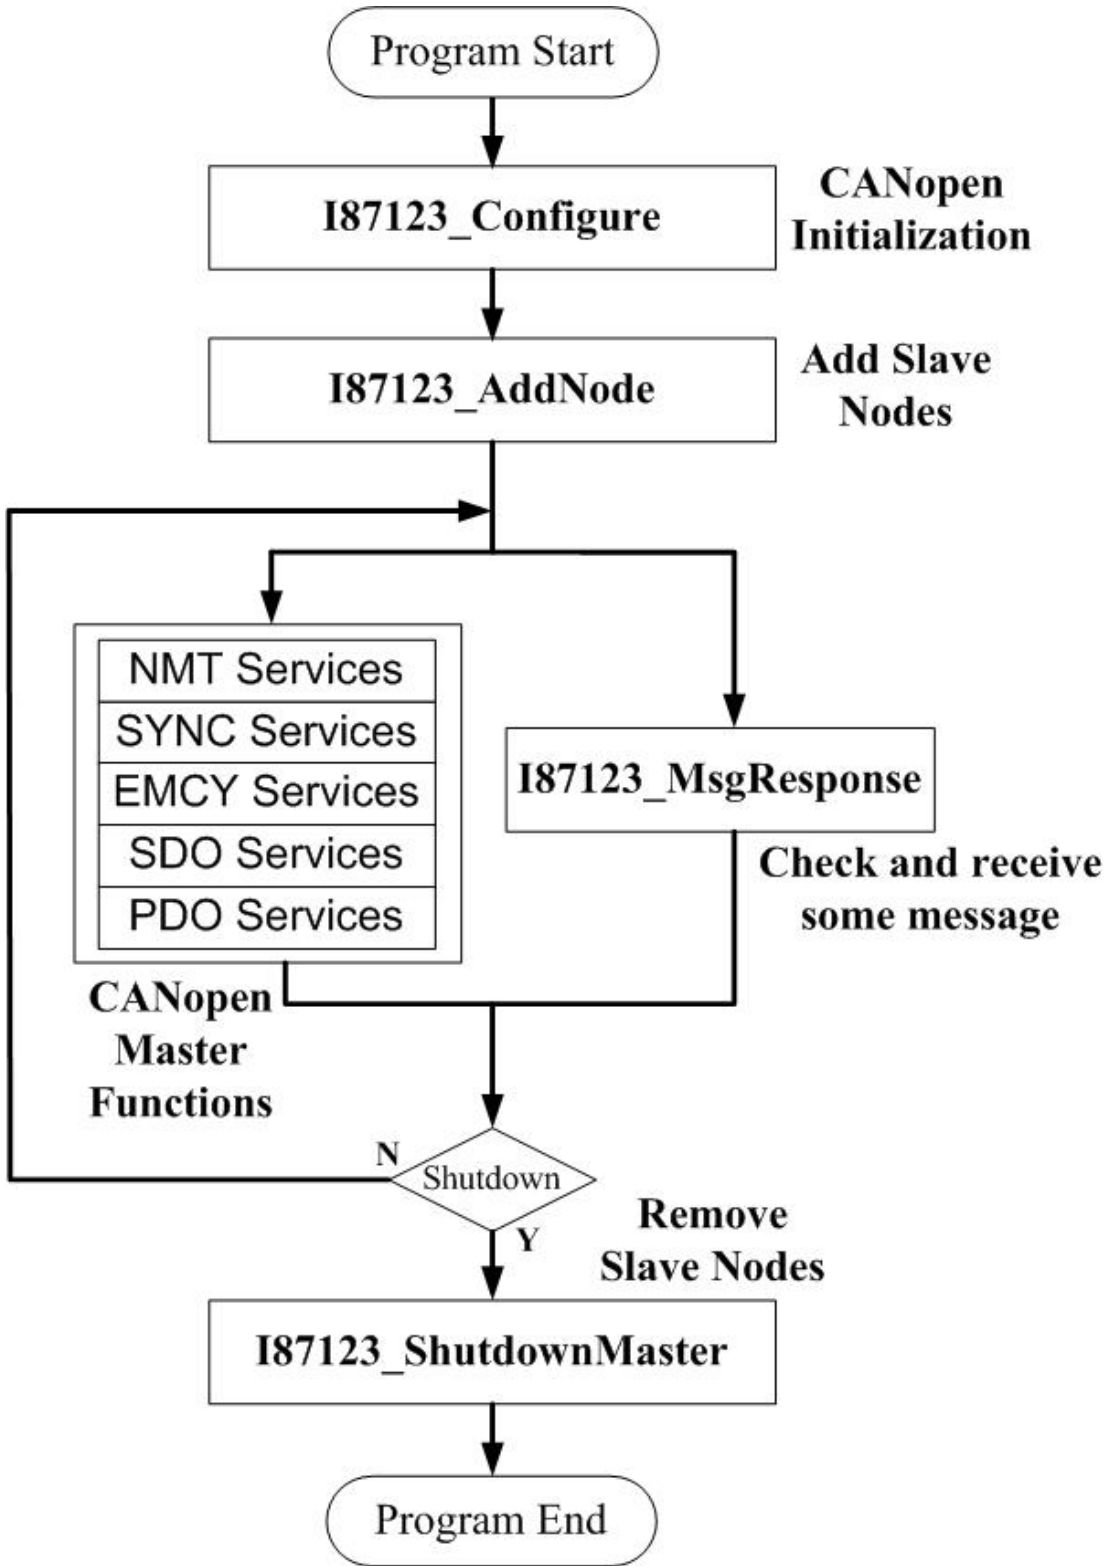 Program Start
I87123_Configure
CANopen
Initialization
I87123_AddNode
Add Slave
Nodes
NMT Services
SYNC Services
EMCY Services
SDO Services
PDO Services
I87123_MsgResponse
Check and receive
some message
CANopen
Master
Functions
N
Shutdown
Y
Remove
Slave Nodes
I87123_ShutdownMaster
Program End